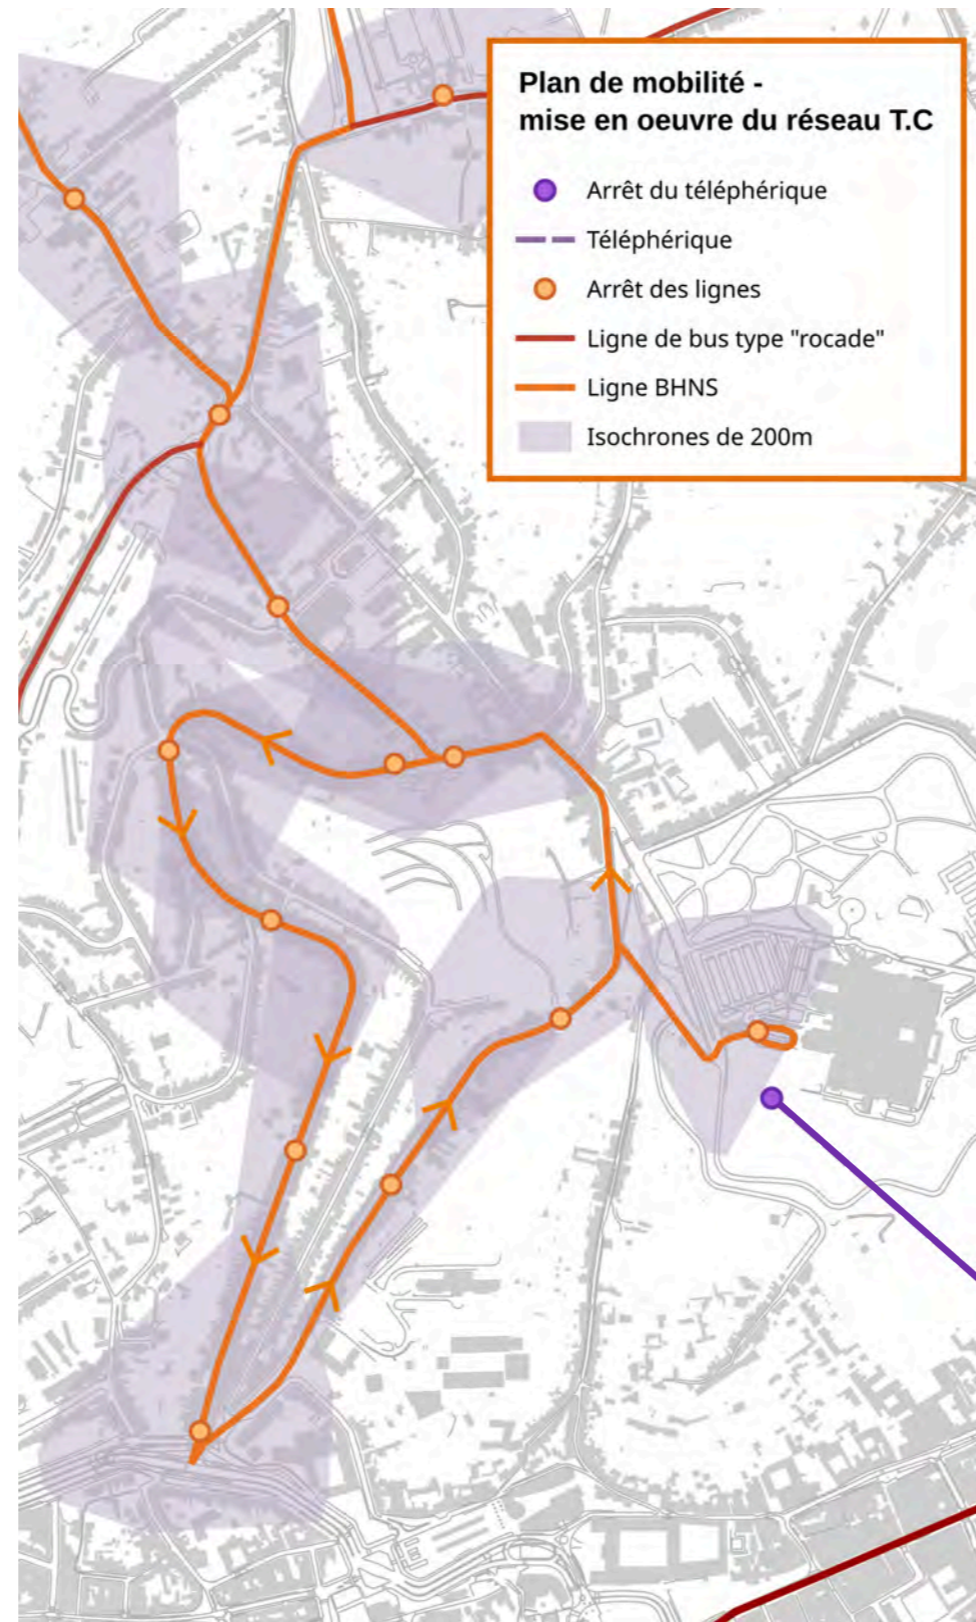 Plan de mobilité -
mise en oeuvre du réseau T.C
Arrêt du téléphérique
Téléphérique
Arrêt des lignes
Ligne de bus type "rocade"
Ligne BHNS
Isochrones de 200m